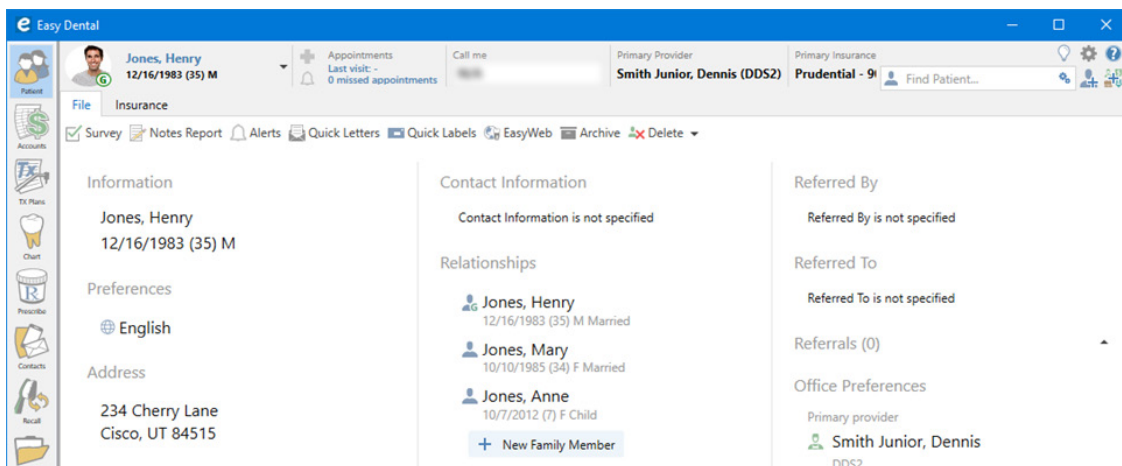 Easy Dental
Patient
Accounts
TX Plans
Chart
Prescribe
Contacts
Recall
Jones, Henry
12/16/1983 (35) M
G
Appointments
Last visit: -
0 missed appointments
Call me
Primary Provider
Smith Junior, Dennis (DDS2)
Primary Insurance
Prudential - 9
Find Patient...
File
Insurance
Survey
Notes Report
Alerts
Quick Letters
Quick Labels
EasyWeb
Archive
Delete
Information
Jones, Henry
12/16/1983 (35) M
Preferences
English
Address
234 Cherry Lane
Cisco, UT 84515
Contact Information
Contact Information is not specified
Relationships
Jones, Henry
12/16/1983 (35) M Married
Jones, Mary
10/10/1985 (34) F Married
Jones, Anne
10/7/2012 (7) F Child
+ New Family Member
Referred By
Referred By is not specified
Referred To
Referred To is not specified
Referrals (0)
Office Preferences
Primary provider
Smith Junior, Dennis
DDS2